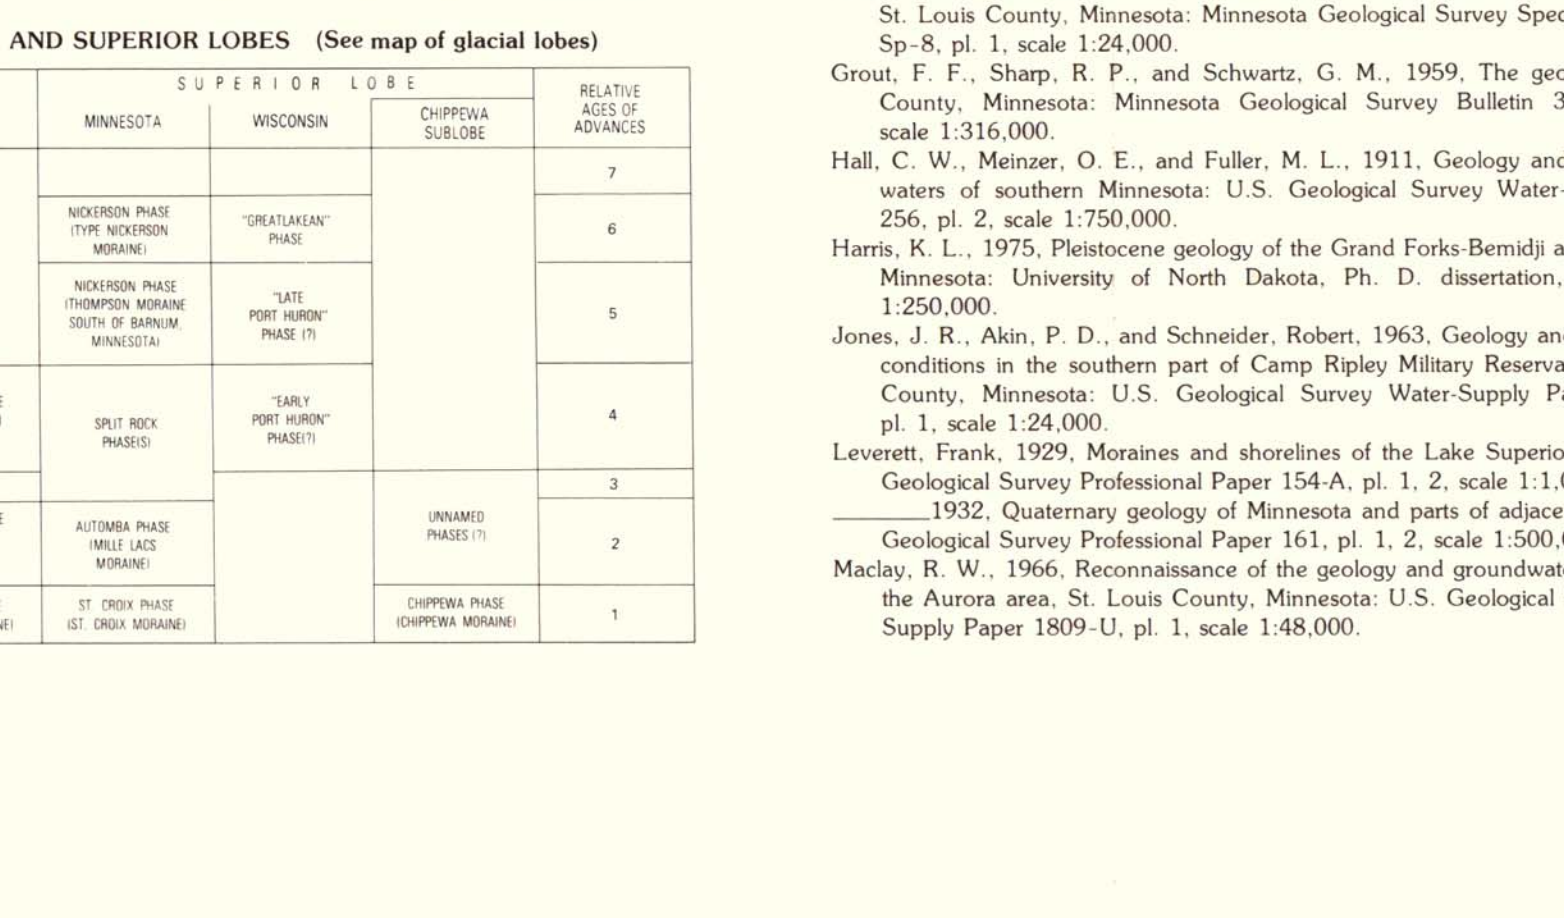 AND SUPERIOR LOBES (See map of glacial lobes)
SUPERIOR LOBE
MINNESOTA
WISCONSIN
CHIPPEWA
SUBLOBE
RELATIVE
AGES OF
ADVANCES
7
NICKERSON PHASE
(TYPE NICKERSON
MORAINE)
"GREATLAKEAN"
PHASE
6
NICKERSON PHASE
(THOMPSON MORAINE
SOUTH OF BARNUM,
MINNESOTA)
"LATE
PORT HURON"
PHASE (?)
5
SPLIT ROCK
PHASE(S)
"EARLY
PORT HURON"
PHASE(?)
4
3
AUTOMBA PHASE
(MILLE LACS
MORAINE)
UNNAMED
PHASES (?)
2
ST. CROIX PHASE
(ST. CROIX MORAINE)
CHIPPEWA PHASE
(CHIPPEWA MORAINE)
1
St. Louis County, Minnesota: Minnesota Geological Survey Spec
Sp-8, pl. 1, scale 1:24,000.
Grout, F. F., Sharp, R. P., and Schwartz, G. M., 1959, The geo
County, Minnesota: Minnesota Geological Survey Bulletin 3
scale 1:316,000.
Hall, C. W., Meinzer, O. E., and Fuller, M. L., 1911, Geology and
waters of southern Minnesota: U.S. Geological Survey Water-
256, pl. 2, scale 1:750,000.
Harris, K. L., 1975, Pleistocene geology of the Grand Forks-Bemidji a
Minnesota: University of North Dakota, Ph. D. dissertation,
1:250,000.
Jones, J. R., Akin, P. D., and Schneider, Robert, 1963, Geology an
conditions in the southern part of Camp Ripley Military Reserva
County, Minnesota: U.S. Geological Survey Water-Supply Pa
pl. 1, scale 1:24,000.
Leverett, Frank, 1929, Moraines and shorelines of the Lake Superio
Geological Survey Professional Paper 154-A, pl. 1, 2, scale 1:1,0
________1932, Quaternary geology of Minnesota and parts of adjace
Geological Survey Professional Paper 161, pl. 1, 2, scale 1:500,0
Maclay, R. W., 1966, Reconnaissance of the geology and groundwat
the Aurora area, St. Louis County, Minnesota: U.S. Geological
Supply Paper 1809-U, pl. 1, scale 1:48,000.